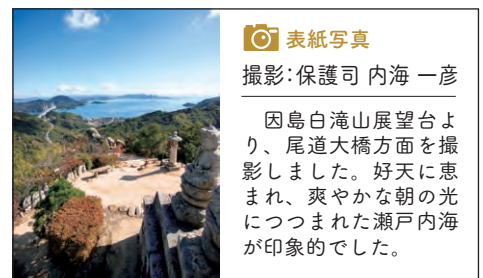 表紙写真
撮影:保護司 内海 一彦
因島白滝山展望台よ
り、尾道大橋方面を撮
影しました。好天に恵
まれ、爽やかな朝の光
につつまれた瀬戸内海
が印象的でした。